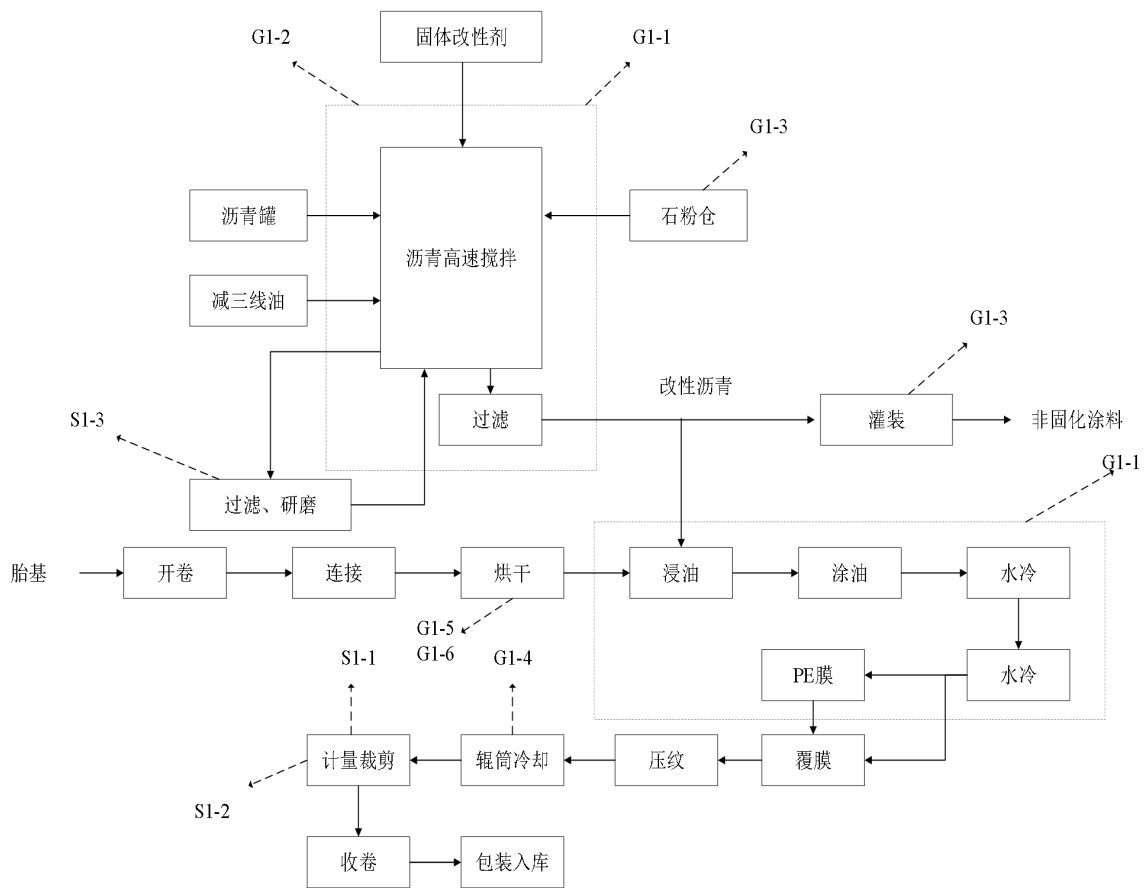 固体改性剂
G1-2
G1-1
G1-3
沥青罐
石粉仓
沥青高速搅拌
减三线油
G1-3
改性沥青
S1-3
过滤
灌装
非固化涂料
G1-1
过滤、研磨
胎基
开卷
连接
烘干
浸油
涂油
水冷
G1-5
G1-6
S1-1
G1-4
PE膜
水冷
计量裁剪
辊筒冷却
压纹
覆膜
S1-2
收卷
包装入库